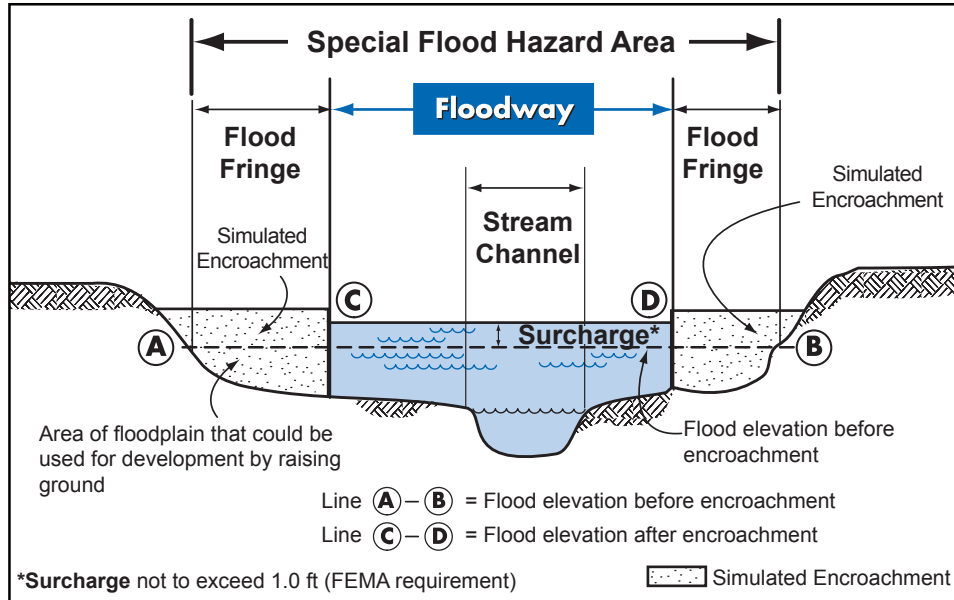 Special Flood Hazard Area
Floodway
Flood
Fringe
Flood
Fringe
Simulated
Encroachment
Stream
Channel
Simulated
Encroachment
C
D
Surcharge*
A
B
Area of floodplain that could be
used for development by raising
ground
Flood elevation before
encroachment
Line A – B = Flood elevation before encroachment
Line C – D = Flood elevation after encroachment
*Surcharge not to exceed 1.0 ft (FEMA requirement)
Simulated Encroachment